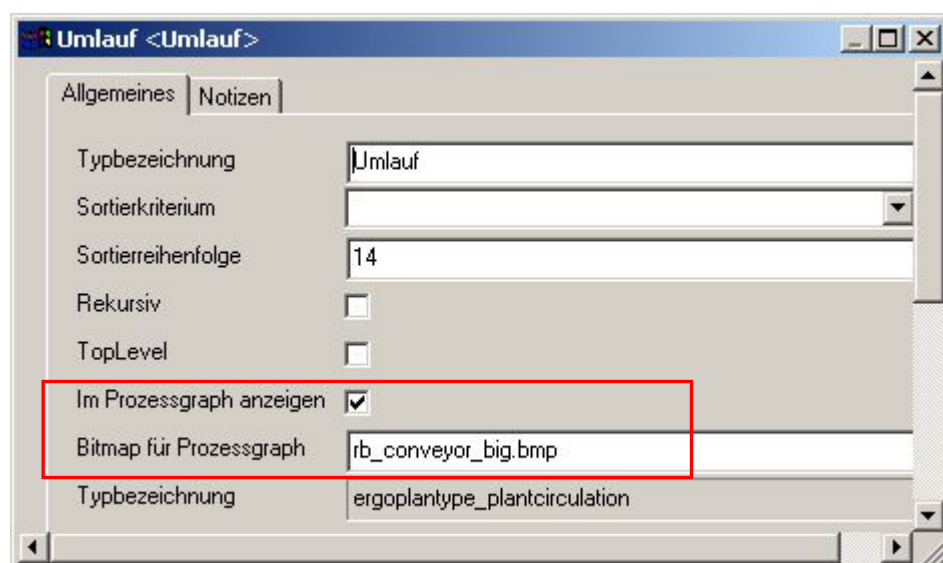 Umlauf <Umlauf>
Allgemeines Notizen
Typbezeichnung Umlauf
Sortierkriterium
Sortierreihenfolge 14
Rekursiv
TopLevel
Im Prozessgraph anzeigen
Bitmap für Prozessgraph rb_conveyor_big.bmp
Typbezeichnung ergoplantype_plantcirculation